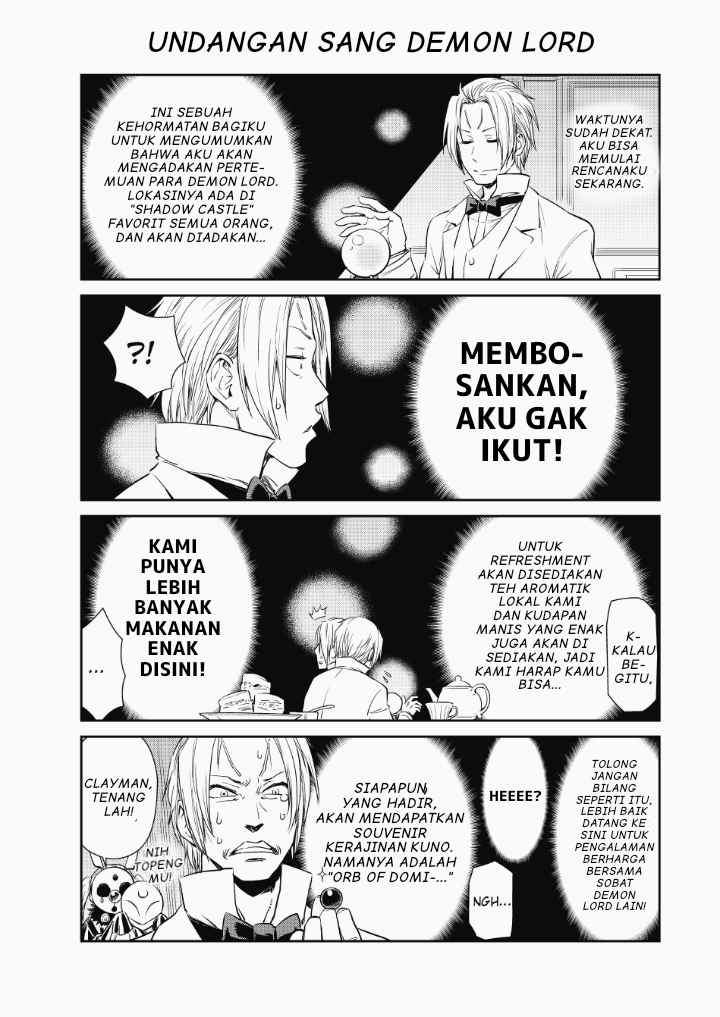 UNDANGAN SANG DEMON LORD
WAKTUNYA
SUDAH DEKAT.
AKU BISA
MEMULAI
RENCANAKU
SEKARANG.
INI SEBUAH
KEHORMATAN BAGIKU
UNTUK MENGUMUMKAN
BAHWA AKU AKAN
MENGADAKAN PERTE-
MUAN PARA DEMON LORD.
LOKASINYA ADA DI
"SHADOW CASTLE"
FAVORIT SEMUA ORANG,
DAN AKAN DIADAKAN...
MEMBO-
SANKAN,
AKU GAK
IKUT!
?!
K-
KALAU
BE-
GITU,
UNTUK
REFRESHMENT
AKAN DISEDIAKAN
TEH AROMATIK
LOKAL KAMI
DAN KUDAPAN
MANIS YANG ENAK
JUGA AKAN DI
SEDIAKAN, JADI
KAMI HARAP KAMU
BISA...
KAMI
PUNYA
LEBIH
BANYAK
MAKANAN
ENAK
DISINI!
...
TOLONG
JANGAN
BILANG
SEPERTI ITU.
LEBIH BAIK
DATANG KE
SINI UNTUK
PENGALAMAN
BERHARGA
BERSAMA
SOBAT
DEMON
LORD LAIN!
HEEEE?
NGH...
SIAPAPUN
YANG HADIR,
AKAN MENDAPATKAN
SOUVENIR
KERAJINAN KUNO.
NAMANYA ADALAH
"ORB OF DOMI-..."
CLAYMAN,
TENANG
LAH!
NIH
TOPENG
MU!